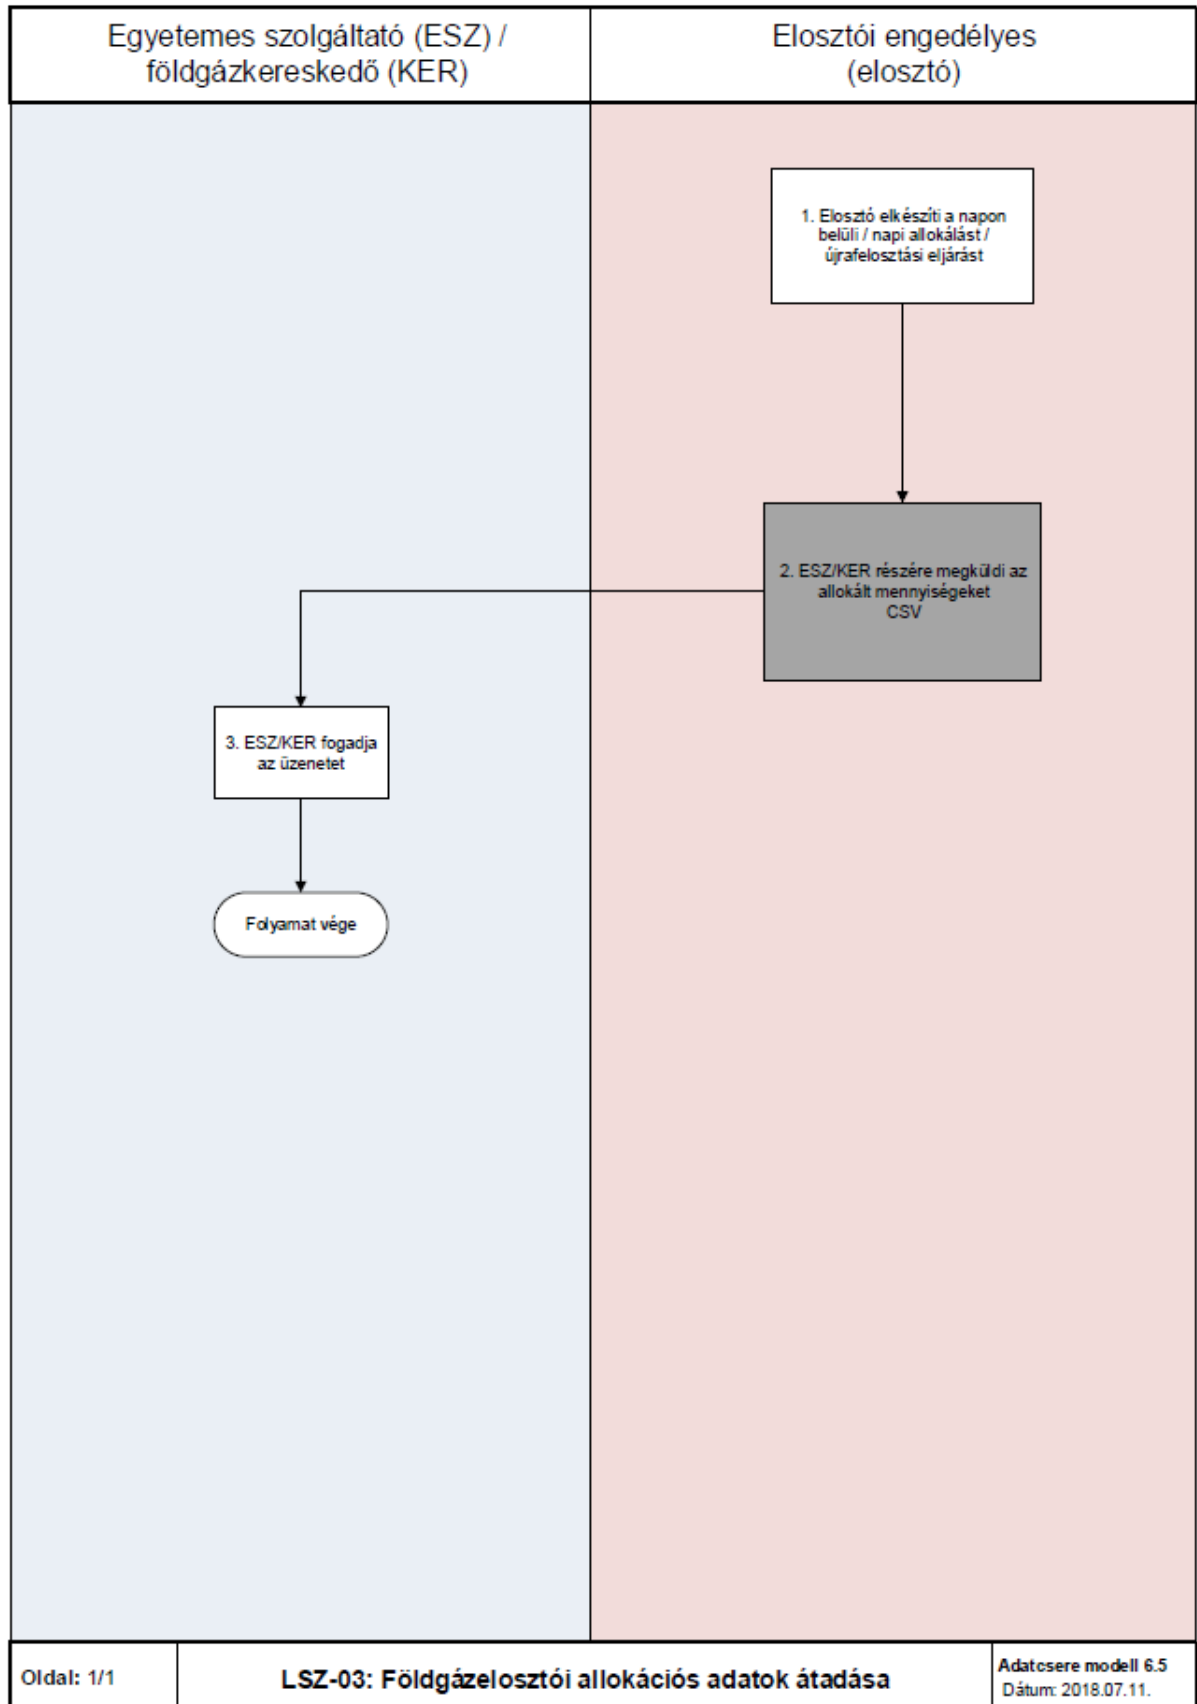 Egyetemes szolgáltató (ESZ) /
földgázkereskedő (KER)
Elosztói engedélyes
(elosztó)
1. Elosztó elkészíti a napon
belüli / napi allokálást /
újrafelosztási eljárást
2. ESZ/KER részére megküldi az
allokált mennyiségeket
CSV
3. ESZ/KER fogadja
az üzenetet
Folyamat vége
Oldal: 1/1
LSZ-03: Földgázelosztói allokációs adatok átadása
Adatcsere modell 6.5
Dátum: 2018.07.11.